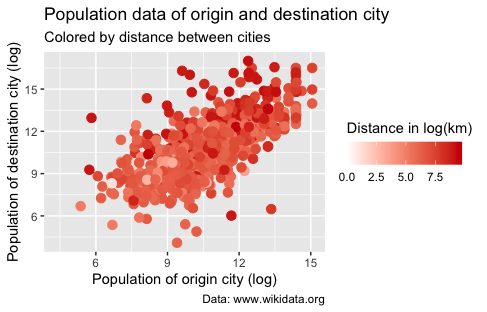 Population data of origin and destination city
Colored by distance between cities
Population of destination city (log)
15
12
9
6
6
9
12
15
Population of origin city (log)
Distance in log(km)
0.0 2.5 5.0 7.5
Data: www.wikidata.org